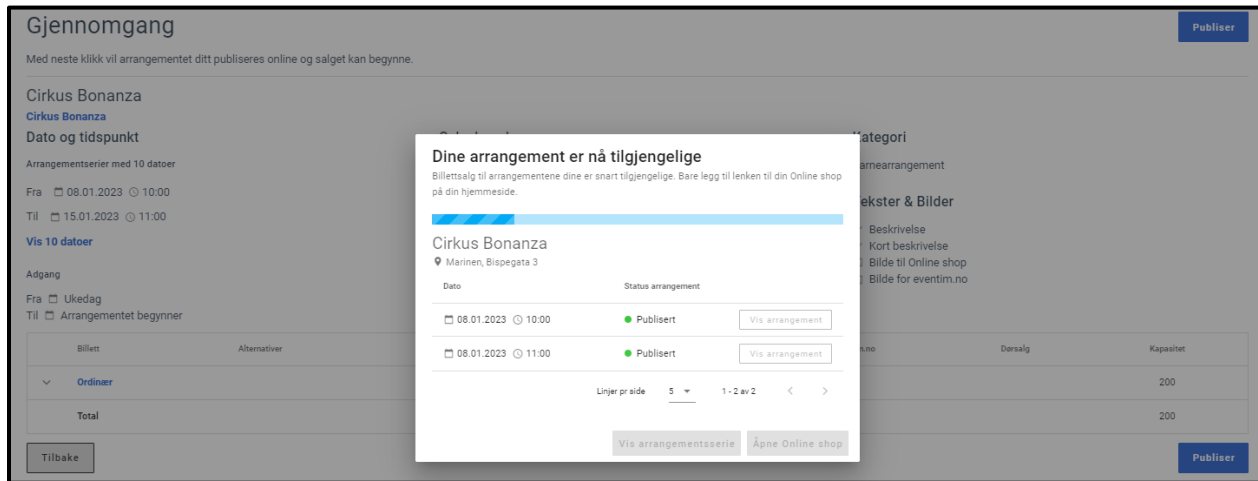 Gjennomgang
Publiser
Med neste klikk vil arrangementet ditt publiseres online og salget kan begynne.
Cirkus Bonanza
Cirkus Bonanza
Dato og tidspunkt
Arrangementserier med 10 datoer
Fra 08.01.2023 10:00
Til 15.01.2023 11:00
Vis 10 datoer
Adgang
Fra Ukedag
Til Arrangementet begynner
Dine arrangement er nå tilgjengelige
Billettsalg til arrangementene dine er snart tilgjengelige. Bare legg til lenken til din Online shop
på din hjemmeside.
Cirkus Bonanza
Marinen, Bispegata 3
Dato Status arrangement
08.01.2023 10:00 Publisert Vis arrangement
08.01.2023 11:00 Publisert Vis arrangement
Linjer pr side 5 1 - 2 av 2
Vis arrangementsserie Åpne Online shop
& Bilder
Beskrivelse
Kort beskrivelse
Bilde til Online shop
Bilde for eventim.no
Billett Alternativer Dørsalg Kapasitet
Ordinær 200
Total 200
Tilbake Publiser